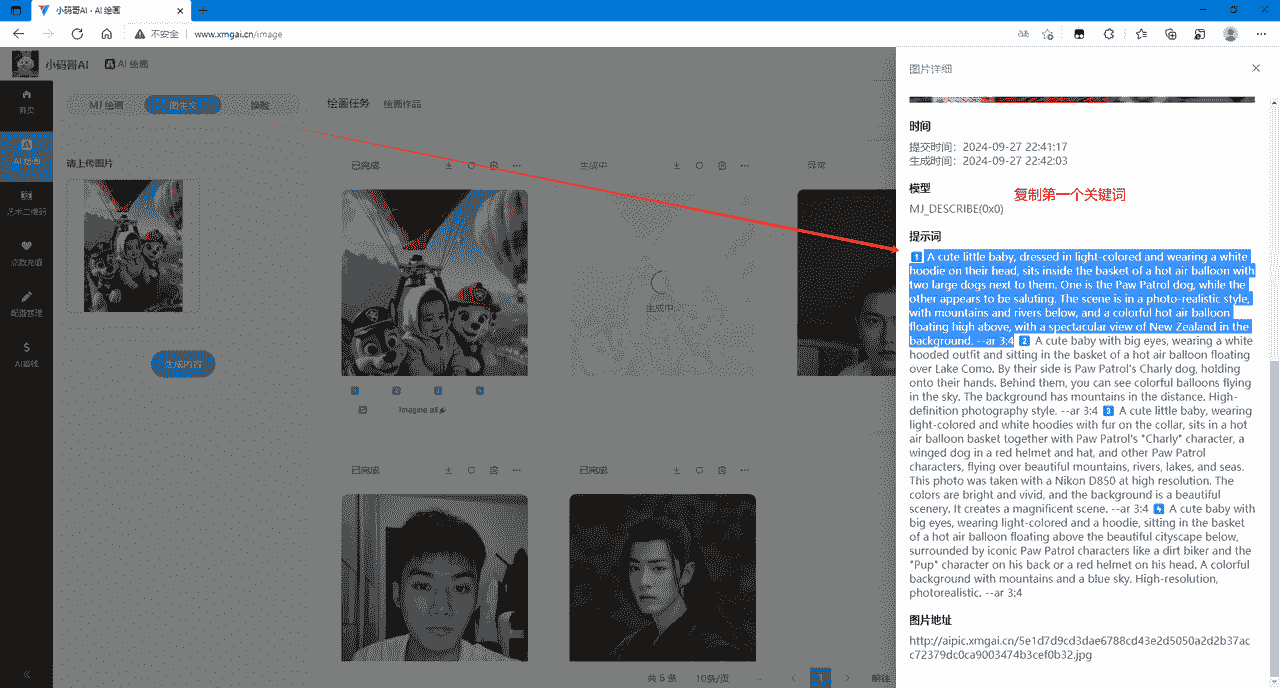 小码哥AI - AI 绘画
不安全
www.xmgai.cn/image
小码哥AI
AI 绘画
首页
AI 绘画
艺术二维码
点数充值
配置管理
MJ 绘画
图生文
换脸
请上传图片
生成内容
绘画任务
绘画作品
已完成
生成中
异常
生成中
Imagine all
已完成
已完成
共 6 条
10条/页
1
前往
图片详细
时间
提交时间：2024-09-27 22:41:17
生成时间：2024-09-27 22:42:03
模型
MJ_DESCRIBE(0x0)
复制第一个关键词
提示词
1 A cute little baby, dressed in light-colored and wearing a white
hoodie on their head, sits inside the basket of a hot air balloon with
two large dogs next to them. One is the Paw Patrol dog, while the
other appears to be saluting. The scene is in a photo-realistic style,
with mountains and rivers below, and a colorful hot air balloon
floating high above, with a spectacular view of New Zealand in the
background. --ar 3:4 2 A cute baby with big eyes, wearing a white
hooded outfit and sitting in the basket of a hot air balloon floating
over Lake Como. By their side is Paw Patrol's Charly dog, holding
onto their hands. Behind them, you can see colorful balloons flying
in the sky. The background has mountains in the distance. High-
definition photography style. --ar 3:4 3 A cute little baby, wearing
light-colored and white hoodies with fur on the collar, sits in a hot
air balloon basket together with Paw Patrol's "Charly" character, a
winged dog in a red helmet and hat, and other Paw Patrol
characters, flying over beautiful mountains, rivers, lakes, and seas.
This photo was taken with a Nikon D850 at high resolution. The
colors are bright and vivid, and the background is a beautiful
scenery. It creates a magnificent scene. --ar 3:4 4 A cute baby with
big eyes, wearing light-colored and a hoodie, sitting in the basket
of a hot air balloon floating above the beautiful cityscape below,
surrounded by iconic Paw Patrol characters like a dirt biker and the
"Pup" character on his back or a red helmet on his head. A colorful
background with mountains and a blue sky. High-resolution,
photorealistic. --ar 3:4
图片地址
http://aipic.xmgai.cn/5e1d7d9cd3dae6788cd43e2d5050a2d2b37ac
c72379dc0ca9003474b3cef0b32.jpg